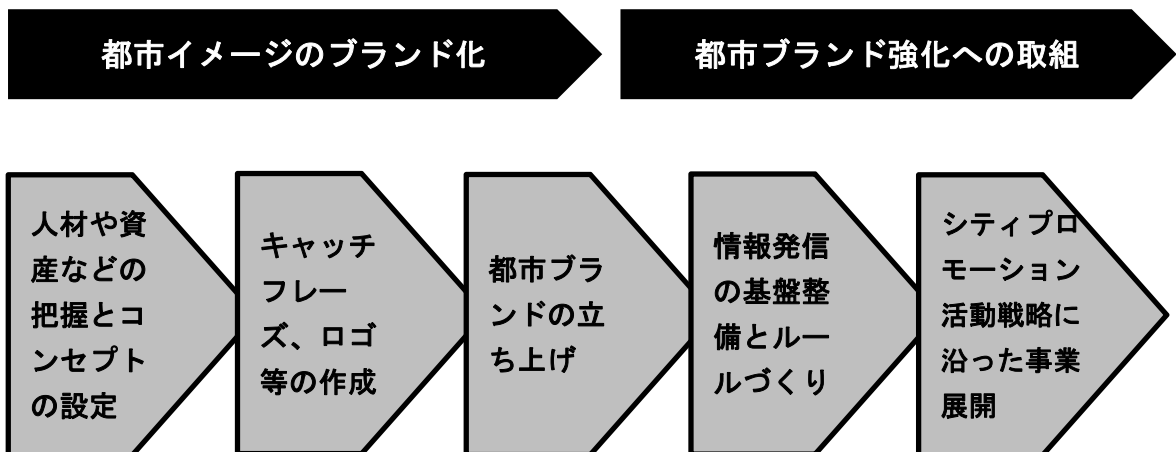 都市イメージのブランド化
都市ブランド強化への取組
人材や資
産などの
把握とコ
ンセプト
の設定
キャッチ
フレー
ズ、ロゴ
等の作成
都市ブラ
ンドの立
ち上げ
情報発信
の基盤整
備とルー
ルづくり
シティプロ
モーション
活動戦略に
沿った事業
展開